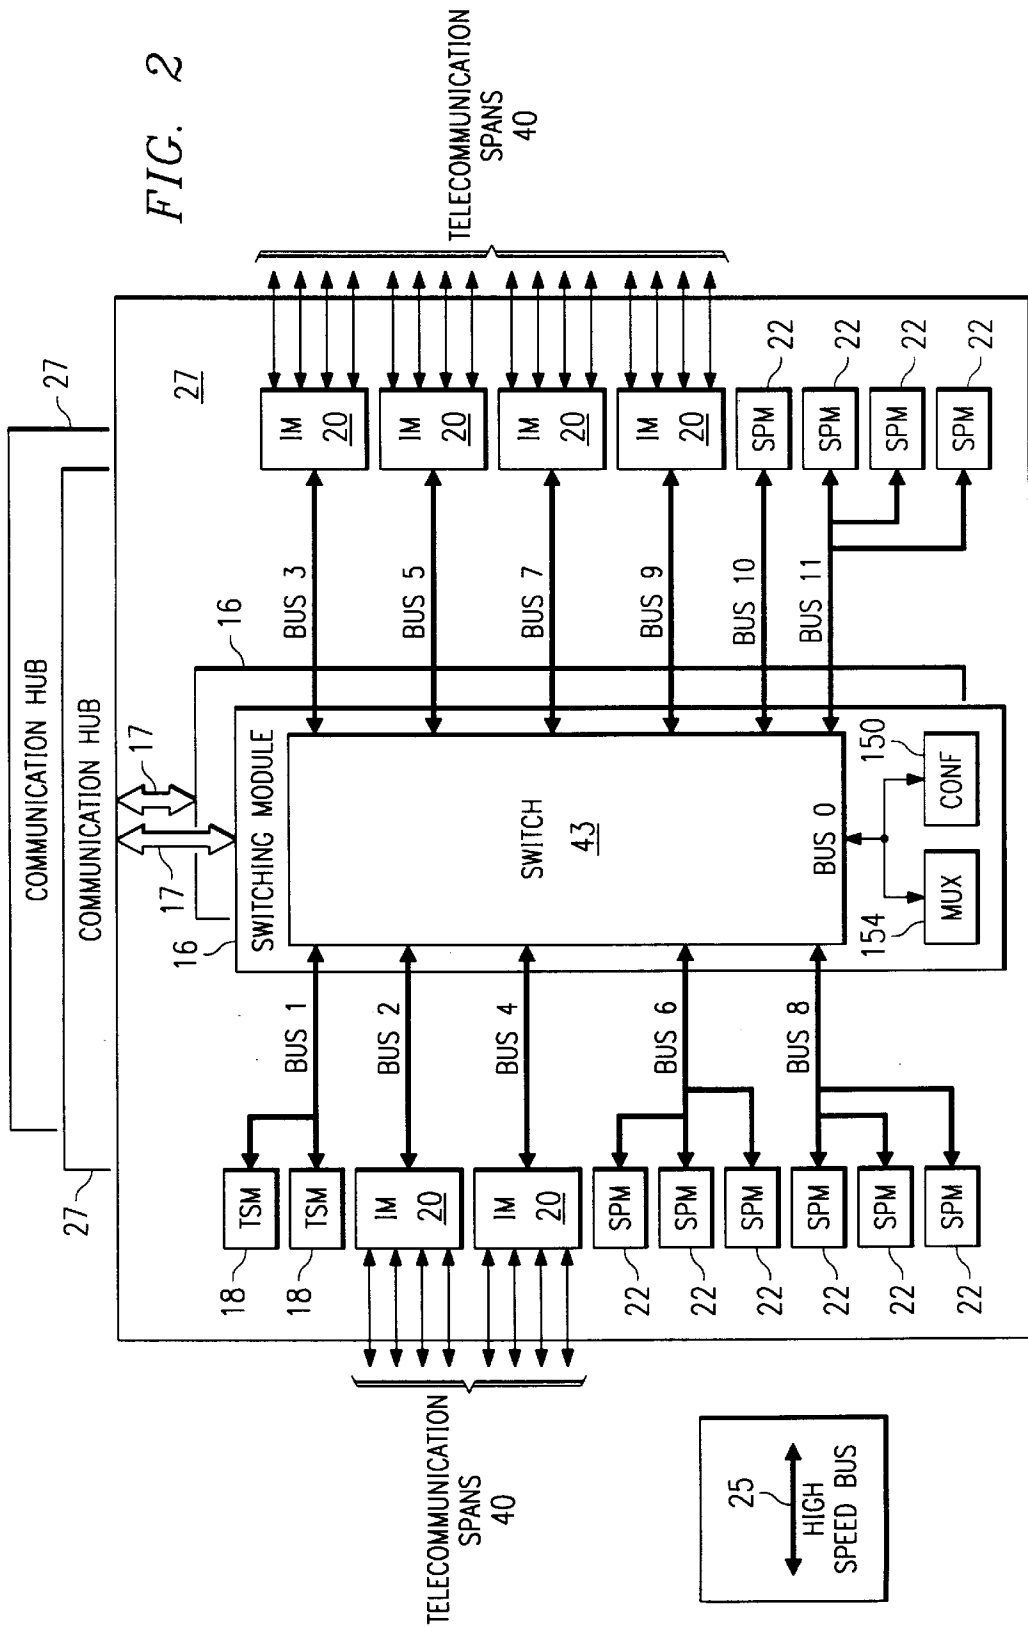 FIG. 2
COMMUNICATION HUB
27
COMMUNICATION HUB
27
27
17
17
16
16
SWITCHING MODULE
SWITCH
43
BUS 0
MUX
154
CONF
150
TSM
18
TSM
18
BUS 1
IM
20
BUS 2
IM
20
BUS 4
SPM
22
SPM
22
SPM
22
BUS 6
SPM
22
SPM
22
SPM
22
BUS 8
TELECOMMUNICATION
SPANS
40
IM
20
BUS 3
IM
20
BUS 5
IM
20
BUS 7
IM
20
BUS 9
SPM
22
BUS 10
SPM
22
SPM
22
SPM
22
BUS 11
TELECOMMUNICATION
SPANS
40
25
HIGH
SPEED BUS